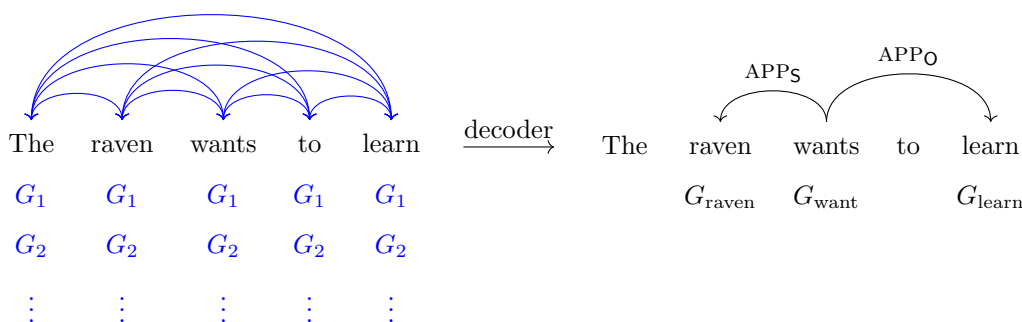 APP_S APP_O
The raven wants to learn decoder The raven wants to learn
G_1 G_1 G_1 G_1 G_1 G_raven G_want G_learn
G_2 G_2 G_2 G_2 G_2
⋮ ⋮ ⋮ ⋮ ⋮